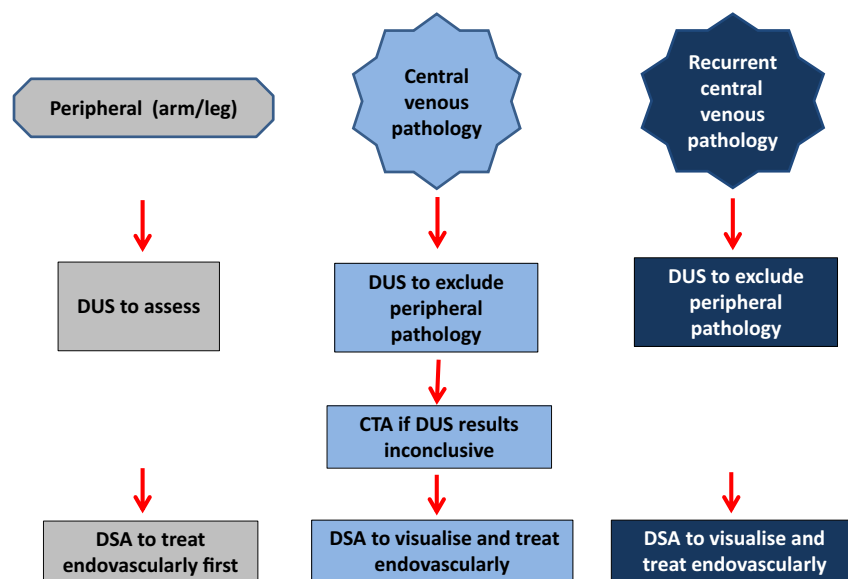 Peripheral (arm/leg)
Central
venous
pathology
Recurrent
central
venous
pathology
DUS to assess
DUS to exclude
peripheral
pathology
DUS to exclude
peripheral
pathology
CTA if DUS results
inconclusive
DSA to treat
endovascularly first
DSA to visualise and treat
endovascularly
DSA to visualise and
treat endovascularly